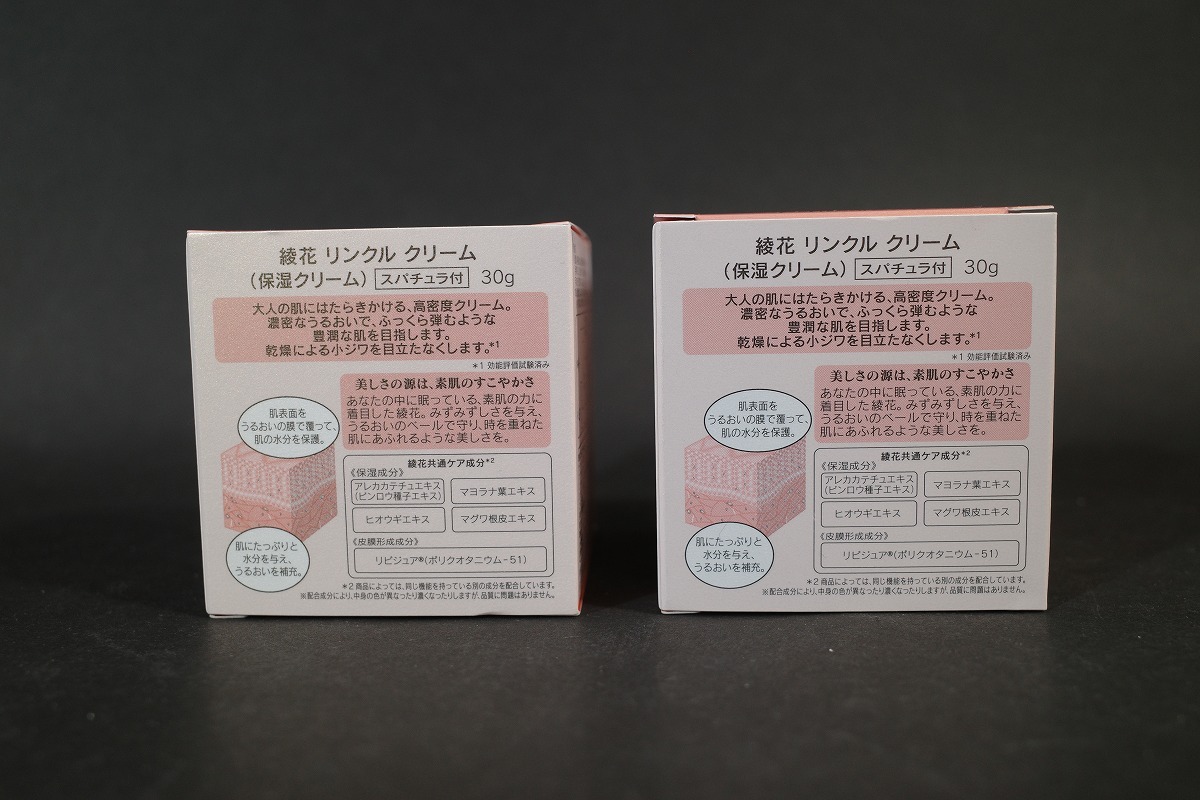 綾花 リンクル クリーム
（保湿クリーム） スパチュラ付 30g
大人の肌にはたらきかける、高密度クリーム。
濃密なうるおいで、ふっくら弾むような
豊潤な肌を目指します。
乾燥による小ジワを目立たなくします。*1
*1 効能評価試験済み
美しさの源は、素肌のすこやかさ
あなたの中に眠っている、素肌の力に
着目した綾花。みずみずしさを与え、
うるおいのベールで守り、時を重ねた
肌にあふれるような美しさを。
肌表面を
うるおいの膜で覆って、
肌の水分を保護。
綾花共通ケア成分*2
《保湿成分》
アレカカテチュエキス
（ビンロウ種子エキス）
マヨラナ葉エキス
ヒオウギエキス
マグワ根皮エキス
《皮膜形成成分》
リピジュア®（ポリクオタニウム-51）
肌にたっぷりと
水分を与え、
うるおいを補充。
*2 商品によっては、同じ機能を持っている別の成分を配合しています。
※配合成分により、中身の色が異なったり濃くなったりしますが、品質に問題はありません。
綾花 リンクル クリーム
（保湿クリーム） スパチュラ付 30g
大人の肌にはたらきかける、高密度クリーム。
濃密なうるおいで、ふっくら弾むような
豊潤な肌を目指します。
乾燥による小ジワを目立たなくします。*1
*1 効能評価試験済み
美しさの源は、素肌のすこやかさ
あなたの中に眠っている、素肌の力に
着目した綾花。みずみずしさを与え、
うるおいのベールで守り、時を重ねた
肌にあふれるような美しさを。
肌表面を
うるおいの膜で覆って、
肌の水分を保護。
綾花共通ケア成分*2
《保湿成分》
アレカカテチュエキス
（ビンロウ種子エキス）
マヨラナ葉エキス
ヒオウギエキス
マグワ根皮エキス
《皮膜形成成分》
リピジュア®（ポリクオタニウム-51）
肌にたっぷりと
水分を与え、
うるおいを補充。
*2 商品によっては、同じ機能を持っている別の成分を配合しています。
※配合成分により、中身の色が異なったり濃くなったりしますが、品質に問題はありません。